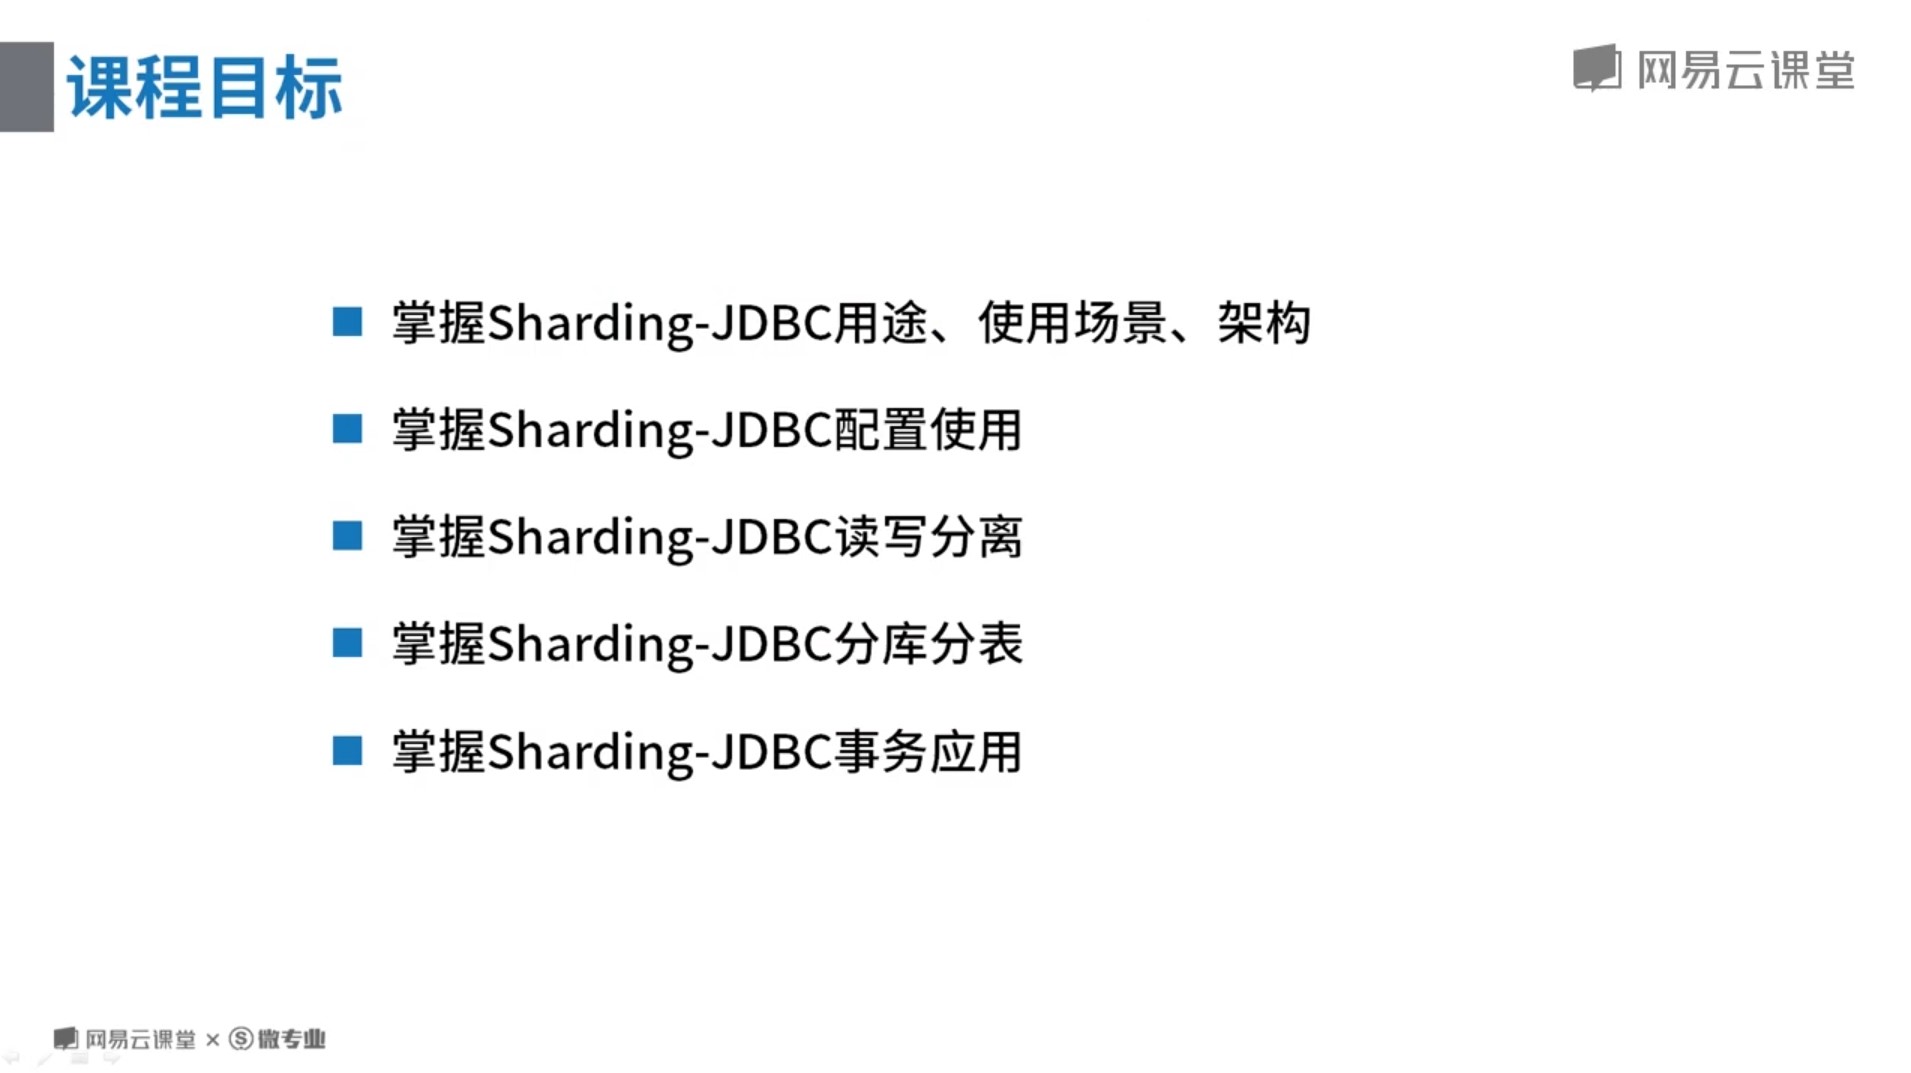 课程目标
网易云课堂
掌握Sharding-JDBC用途、使用场景、架构
掌握Sharding-JDBC配置使用
掌握Sharding-JDBC读写分离
掌握Sharding-JDBC分库分表
掌握Sharding-JDBC事务应用
网易云课堂 × Ⓢ微专业